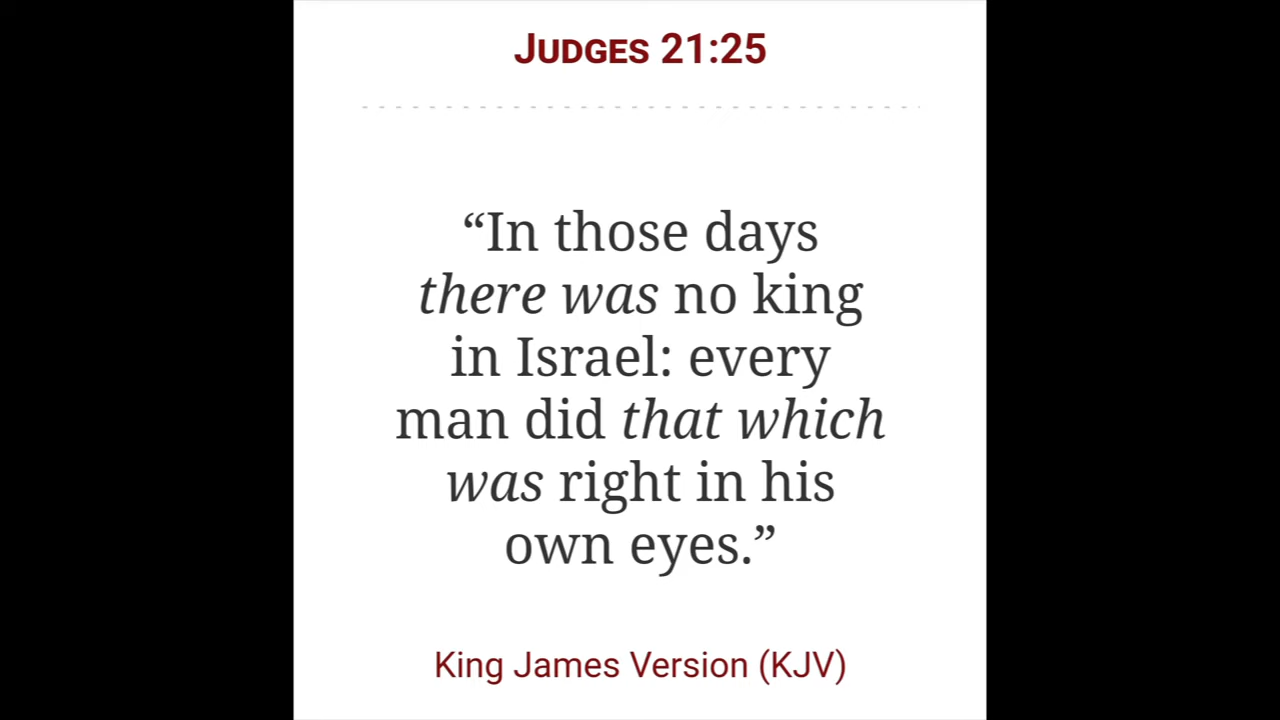 JUDGES 21:25
“In those days
there was no king
in Israel: every
man did that which
was right in his
own eyes.”
King James Version (KJV)